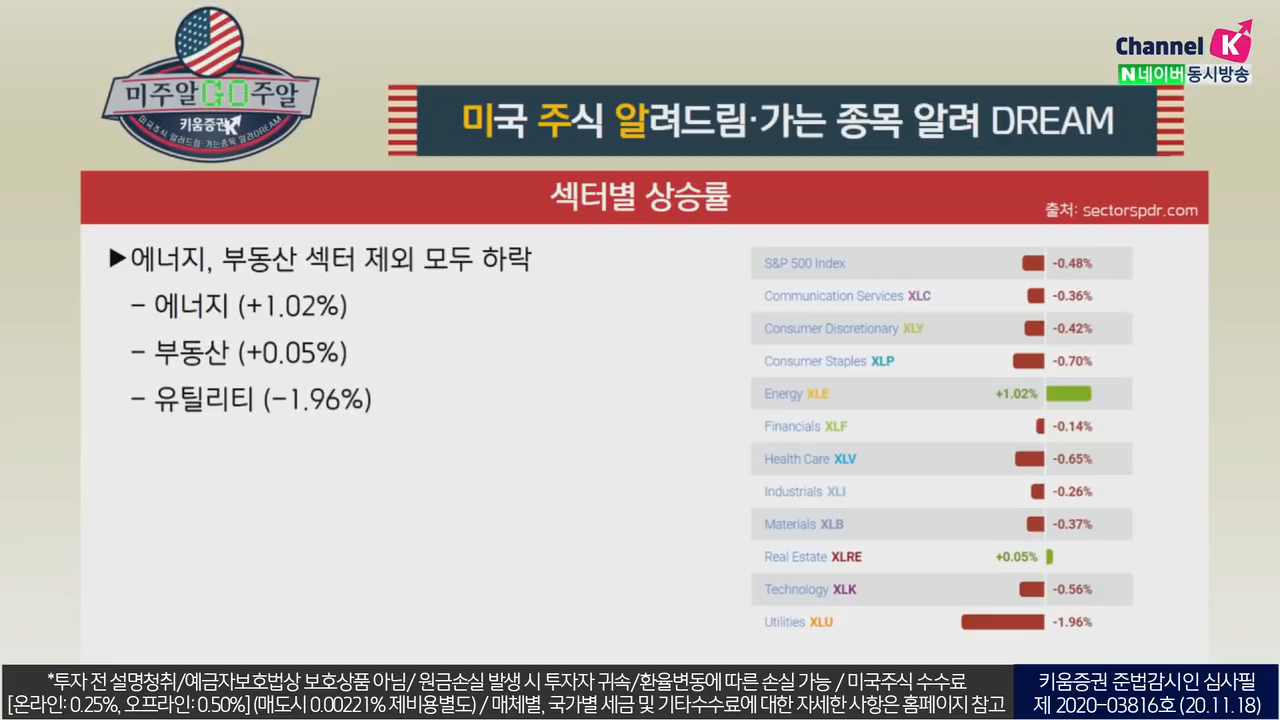 미주알GO주알
키움증권
미국주식 알려드림·가는종목 알려DREAM
Channel K
N 네이버 동시방송
미국 주식 알려드림·가는 종목 알려 DREAM
섹터별 상승률
출처: sectorspdr.com
▶에너지, 부동산 섹터 제외 모두 하락
– 에너지 (+1.02%)
– 부동산 (+0.05%)
– 유틸리티 (-1.96%)
S&P 500 Index -0.48%
Communication Services XLC -0.36%
Consumer Discretionary XLY -0.42%
Consumer Staples XLP -0.70%
Energy XLE +1.02%
Financials XLF -0.14%
Health Care XLV -0.65%
Industrials XLI -0.26%
Materials XLB -0.37%
Real Estate XLRE +0.05%
Technology XLK -0.56%
Utilities XLU -1.96%
*투자 전 설명청취/예금자보호법상 보호상품 아님/ 원금손실 발생 시 투자자 귀속/환율변동에 따른 손실 가능 / 미국주식 수수료
[온라인: 0.25%, 오프라인: 0.50%] (매도시 0.00221% 제비용별도) / 매체별, 국가별 세금 및 기타수수료에 대한 자세한 사항은 홈페이지 참고
키움증권 준법감시인 심사필
제 2020-03816호 (20.11.18)